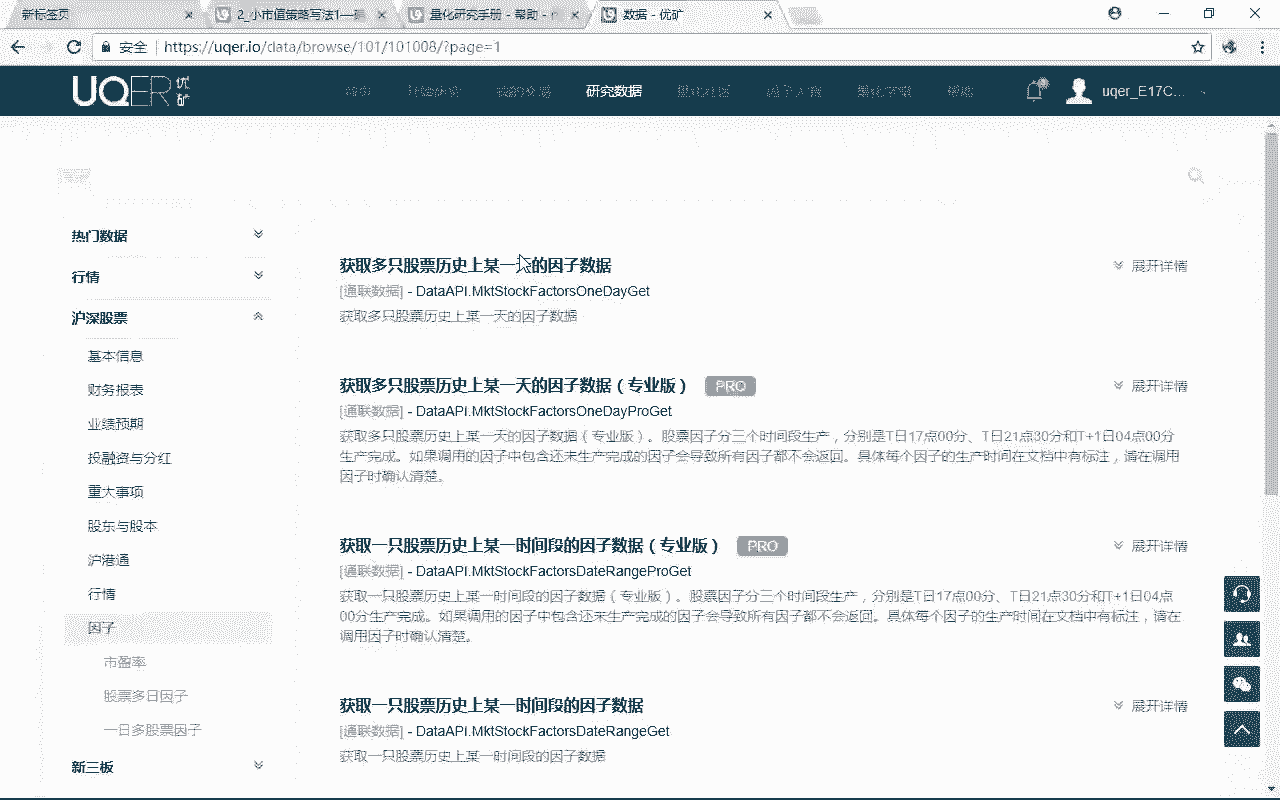 新标签页
2_小市值策略写法1—
量化研究手册 - 帮助 -
数据 - 优矿
安全 | https://uqer.io/data/browse/101/101008/?page=1
UQER 优矿
研究数据
uqer_E17C...
热门数据
行情
沪深股票
基本信息
财务报表
业绩预期
投融资与分红
重大事项
股东与股本
沪港通
行情
因子
市盈率
股票多日因子
一日多股票因子
新三板
获取多只股票历史上某一天的因子数据
展开详情
[通联数据] - DataAPI.MktStockFactorsOneDayGet
获取多只股票历史上某一天的因子数据
获取多只股票历史上某一天的因子数据（专业版） PRO
展开详情
[通联数据] - DataAPI.MktStockFactorsOneDayProGet
获取多只股票历史上某一天的因子数据（专业版）。股票因子分三个时间段生产，分别是T日17点00分、T日21点30分和T+1日04点00分
生产完成。如果调用的因子中包含还未生产完成的因子会导致所有因子都不会返回。具体每个因子的生产时间在文档中有标注，请在调用
因子时确认清楚。
获取一只股票历史上某一时间段的因子数据（专业版） PRO
展开详情
[通联数据] - DataAPI.MktStockFactorsDateRangeProGet
获取一只股票历史上某一时间段的因子数据（专业版）。股票因子分三个时间段生产，分别是T日17点00分、T日21点30分和T+1日04点
00分生产完成。如果调用的因子中包含还未生产完成的因子会导致所有因子都不会返回。具体每个因子的生产时间在文档中有标注，请在
调用因子时确认清楚。
获取一只股票历史上某一时间段的因子数据
展开详情
[通联数据] - DataAPI.MktStockFactorsDateRangeGet
获取一只股票历史上某一时间段的因子数据